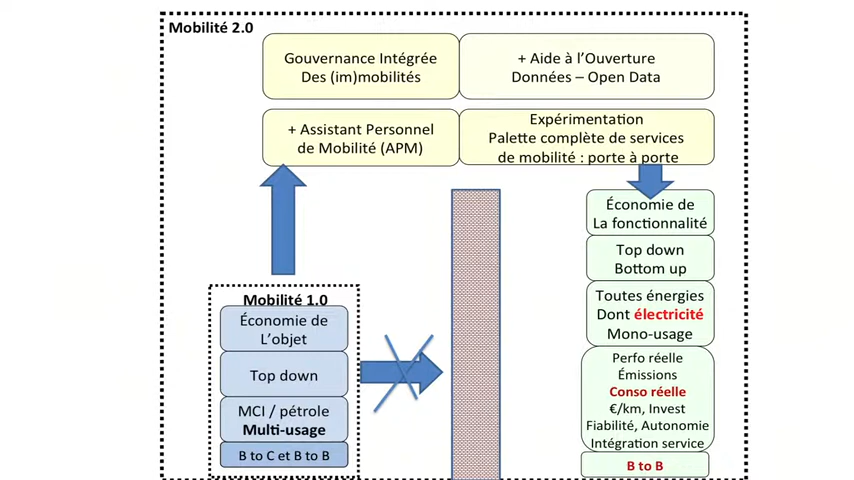 Mobilité 2.0
Gouvernance Intégrée
Des (im)mobilités
+ Aide à l’Ouverture
Données – Open Data
+ Assistant Personnel
de Mobilité (APM)
Expérimentation
Palette complète de services
de mobilité : porte à porte
Mobilité 1.0
Économie de
L’objet
Top down
MCI / pétrole
Multi-usage
B to C et B to B
Économie de
La fonctionnalité
Top down
Bottom up
Toutes énergies
Dont électricité
Mono-usage
Perfo réelle
Émissions
Conso réelle
€/km, Invest
Fiabilité, Autonomie
Intégration service
B to B